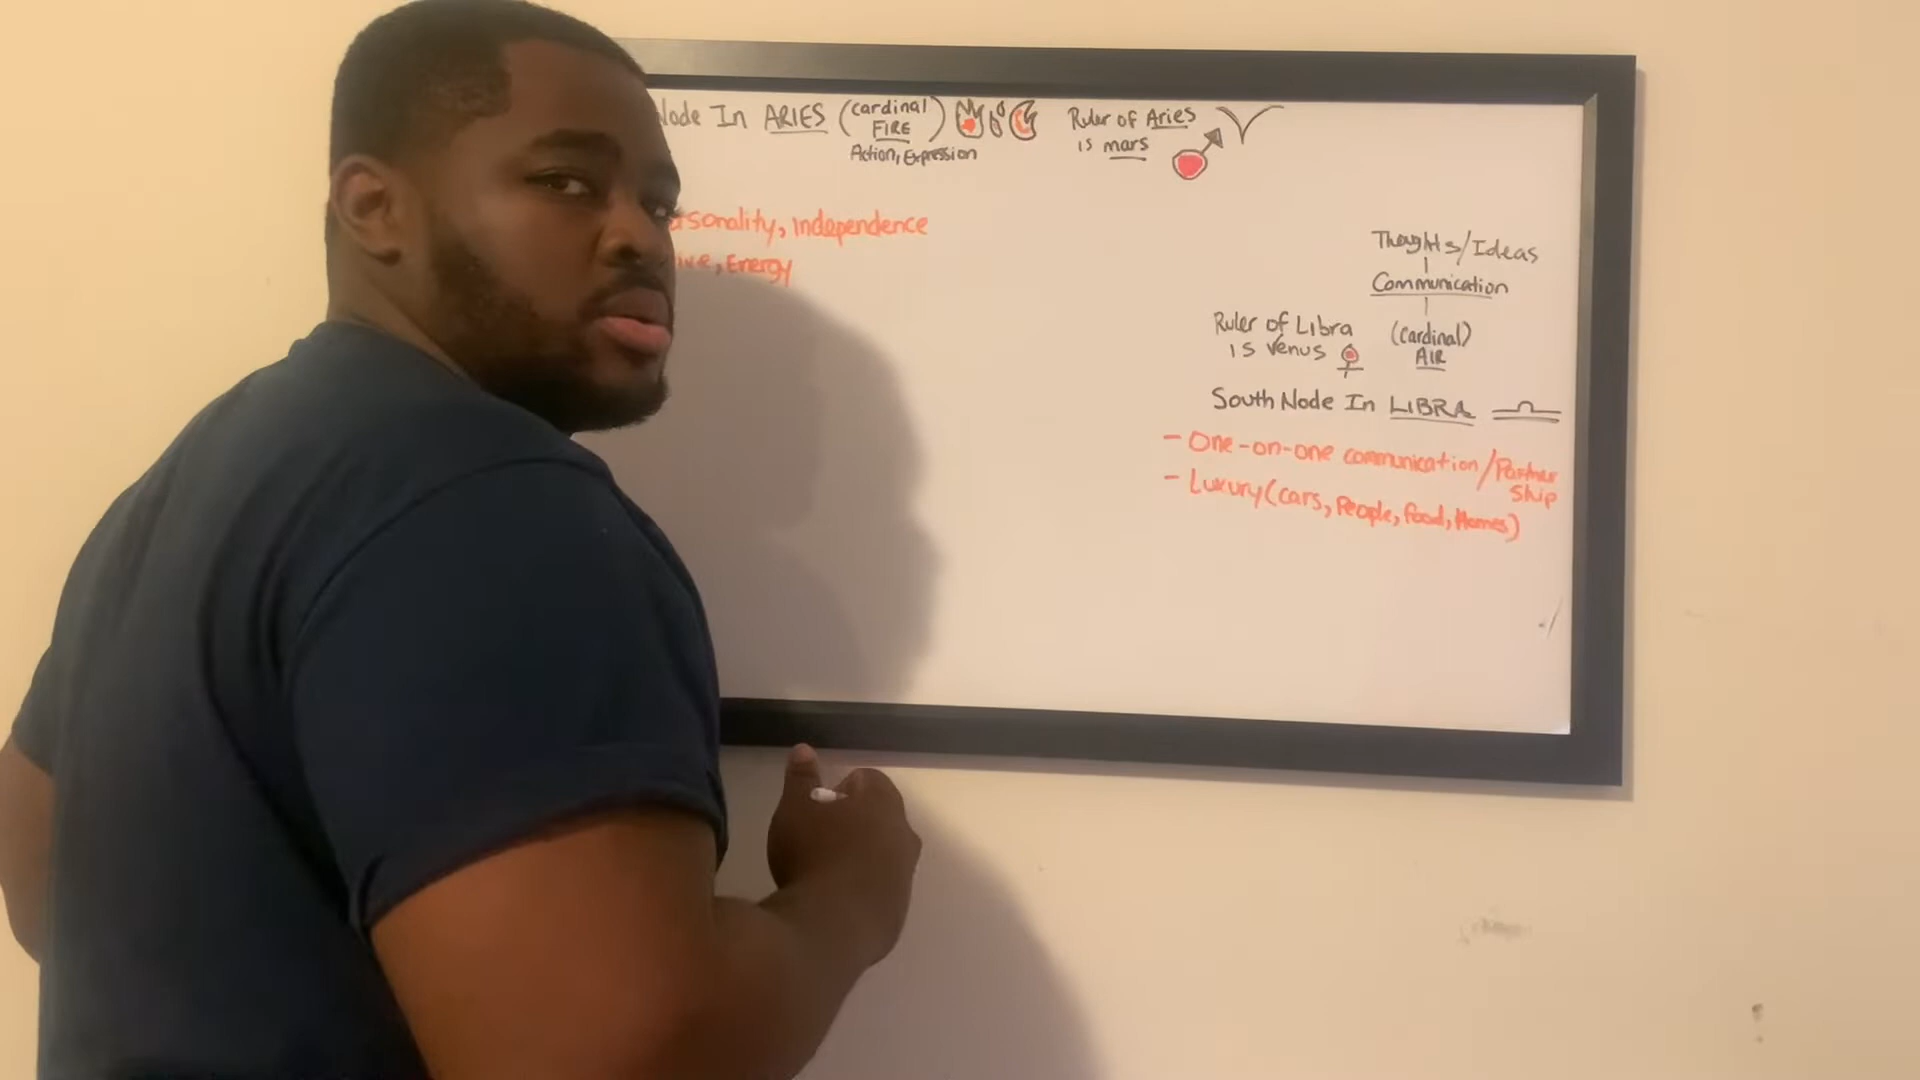 Node In ARIES (cardinal FIRE)
Action, Expression
Ruler of Aries
is mars
rsonality, Independence
ive, Energy
Thoughts/Ideas
Communication
(cardinal)
AIR
Ruler of Libra
is Venus
South Node In LIBRA
- One-on-one communication/Partner
ship
- Luxury (cars, People, Food, Homes)